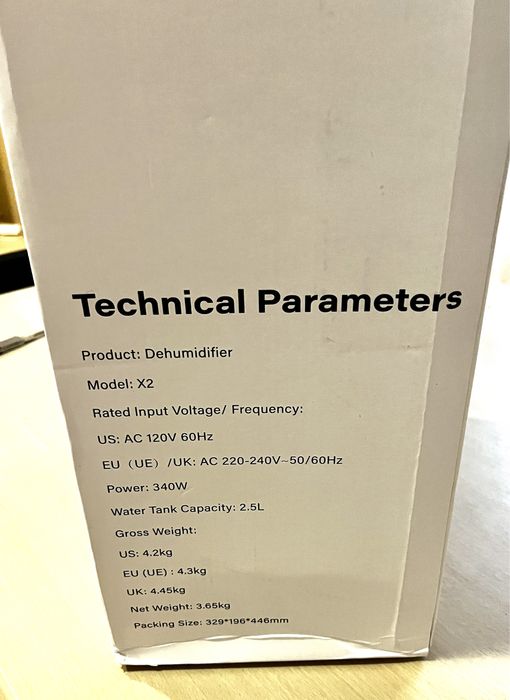 Technical Parameters
Product: Dehumidifier
Model: X2
Rated Input Voltage/ Frequency:
US: AC 120V 60Hz
EU (UE) /UK: AC 220-240V~50/60Hz
Power: 340W
Water Tank Capacity: 2.5L
Gross Weight:
US: 4.2kg
EU (UE) : 4.3kg
UK: 4.45kg
Net Weight: 3.65kg
Packing Size: 329*196*446mm